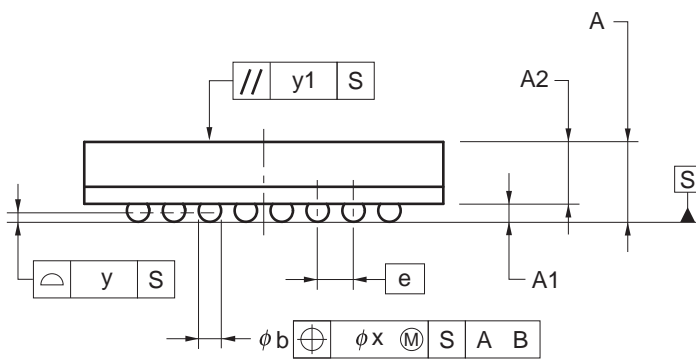 A
// y1 S
A2
S
⌓ y S
e
A1
φb ⌖ φx Ⓜ S A B